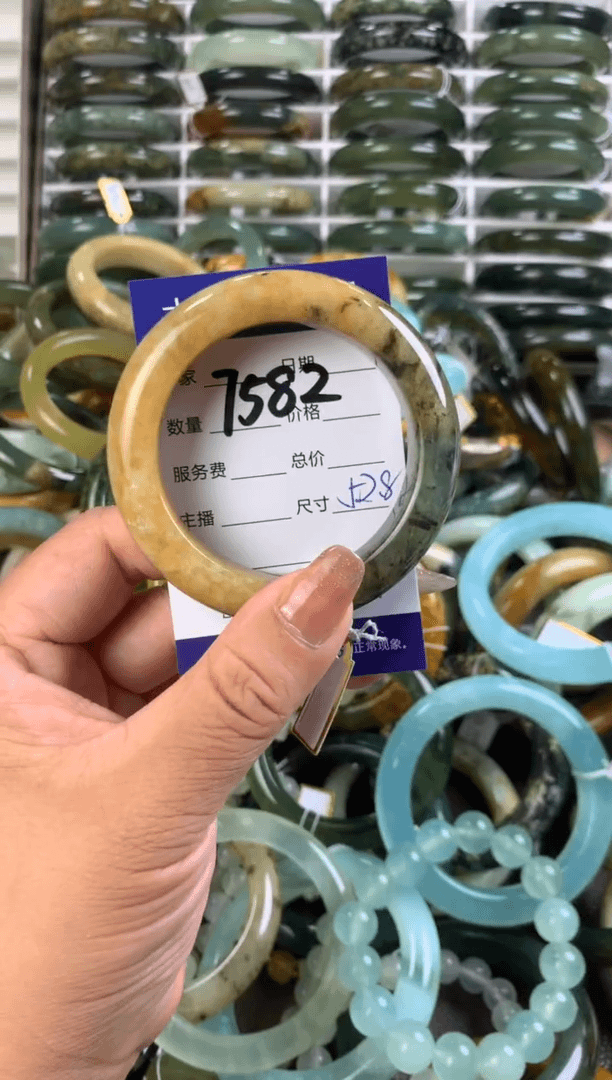 家 日期
7582
数量 价格
服务费 总价
主播 尺寸 528
正常现象。